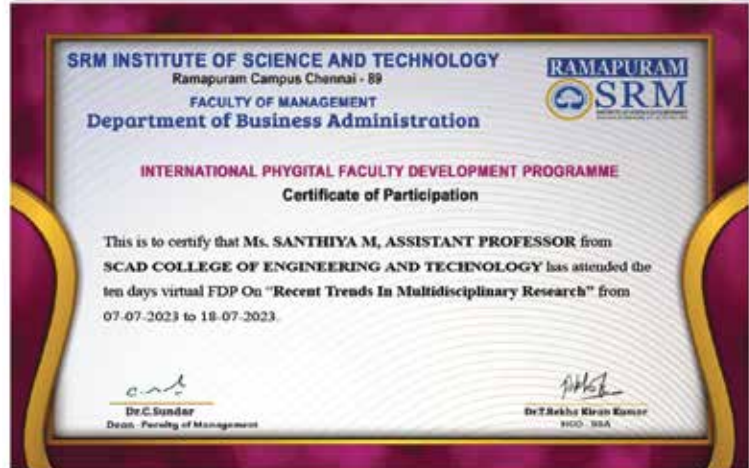 SRM INSTITUTE OF SCIENCE AND TECHNOLOGY
Ramapuram Campus Chennai - 89
FACULTY OF MANAGEMENT
Department of Business Administration
RAMAPURAM
SRM
INTERNATIONAL PHYGITAL FACULTY DEVELOPMENT PROGRAMME
Certificate of Participation
This is to certify that Ms. SANTHIYA M, ASSISTANT PROFESSOR from
SCAD COLLEGE OF ENGINEERING AND TECHNOLOGY has attended the
ten days virtual FDP On "Recent Trends In Multidisciplinary Research" from
07-07-2023 to 18-07-2023.
Dr.C.Sundar
Dean - Faculty of Management
Dr.T.Rekha Kiran Kumar
HOD - BBA